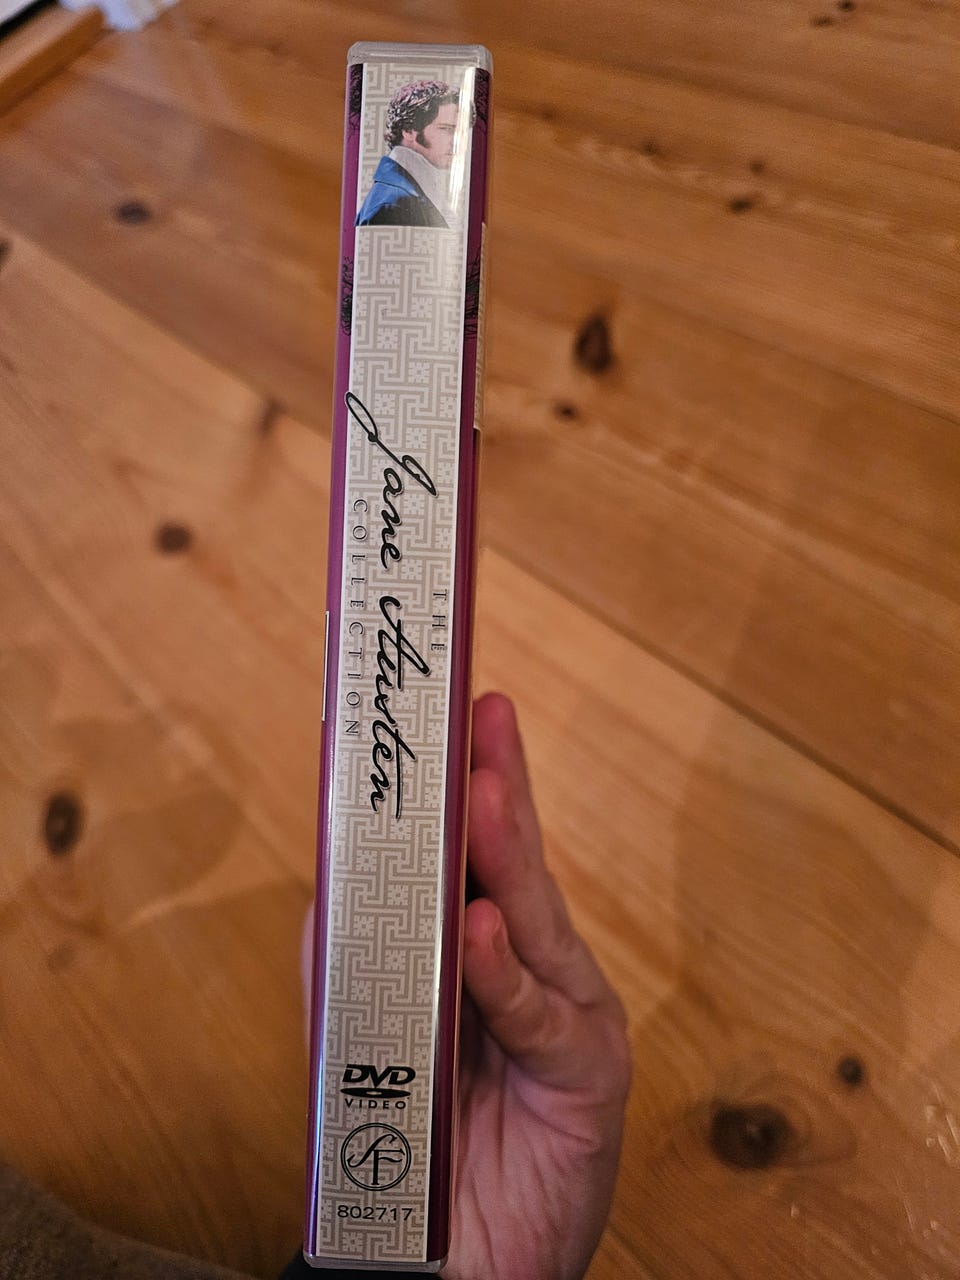 THE
Jane Austen
COLLECTION
DVD
VIDEO
SF
802717